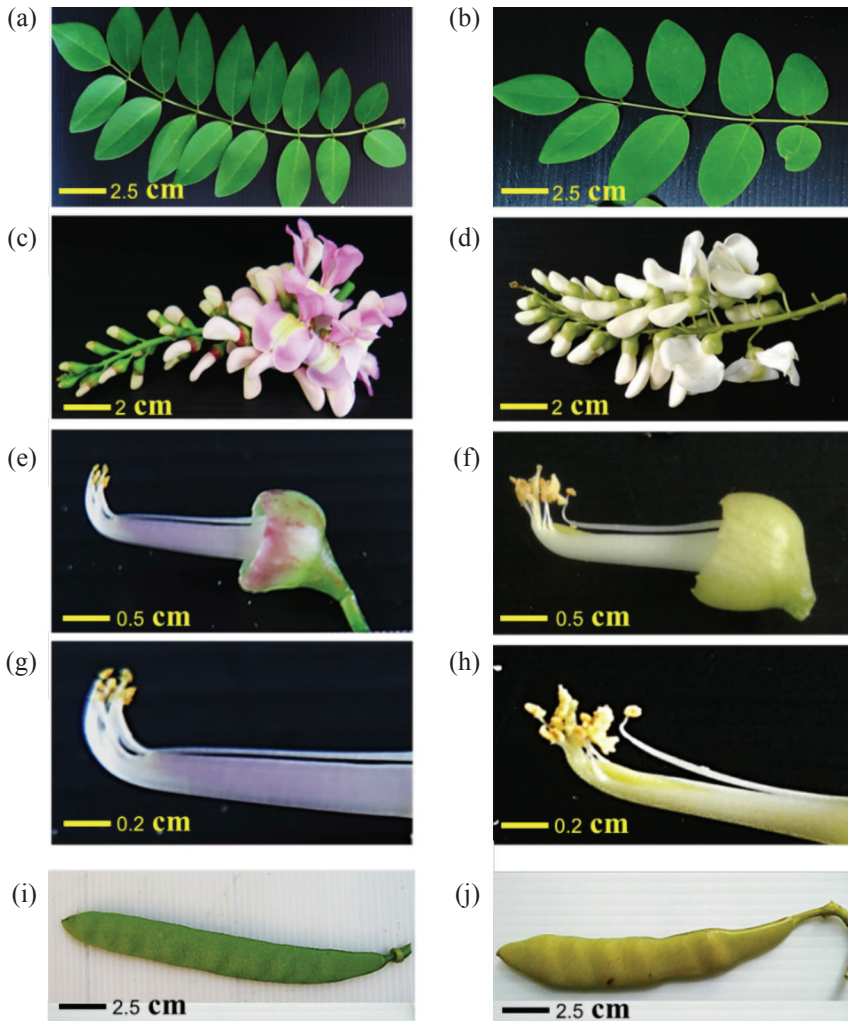 (a) (b)
2.5 cm 2.5 cm
(c) (d)
2 cm 2 cm
(e) (f)
0.5 cm 0.5 cm
(g) (h)
0.2 cm 0.2 cm
(i) (j)
2.5 cm 2.5 cm